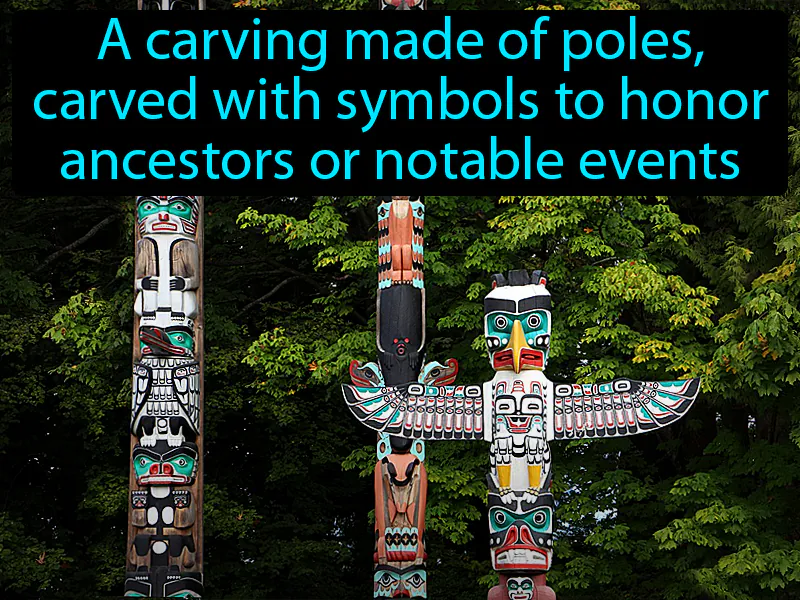 A carving made of poles,
carved with symbols to honor
ancestors or notable events